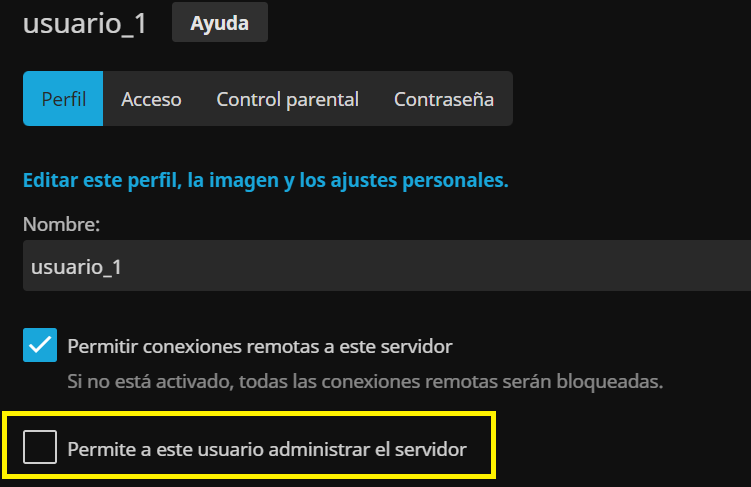 usuario_1 Ayuda
Perfil Acceso Control parental Contraseña
Editar este perfil, la imagen y los ajustes personales.
Nombre:
usuario_1
Permitir conexiones remotas a este servidor
Si no está activado, todas las conexiones remotas serán bloqueadas.
Permite a este usuario administrar el servidor